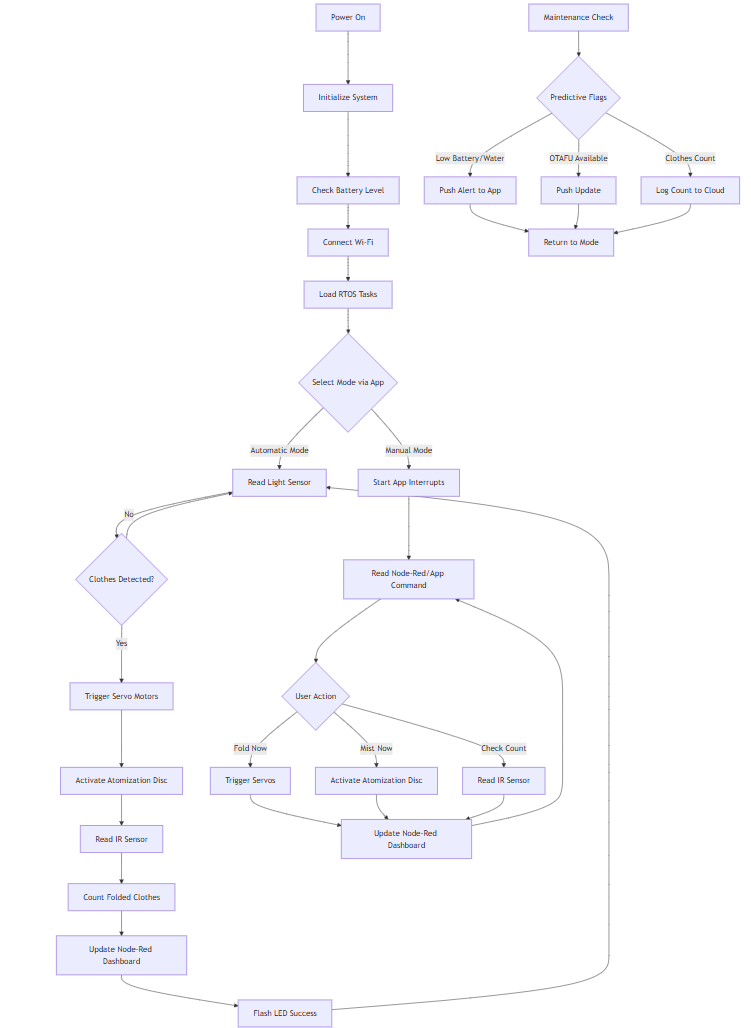 Power On
Maintenance Check
Initialize System
Predictive Flags
Low Battery/Water
OTAFU Available
Clothes Count
Check Battery Level
Push Alert to App
Push Update
Log Count to Cloud
Connect Wi-Fi
Return to Mode
Load RTOS Tasks
Select Mode via App
Automatic Mode
Manual Mode
Read Light Sensor
Start App Interrupts
No
Clothes Detected?
Read Node-Red/App
Command
Yes
Trigger Servo Motors
User Action
Fold Now
Mist Now
Check Count
Activate Atomization Disc
Trigger Servos
Activate Atomization Disc
Read IR Sensor
Read IR Sensor
Update Node-Red
Dashboard
Count Folded Clothes
Update Node-Red
Dashboard
Flash LED Success